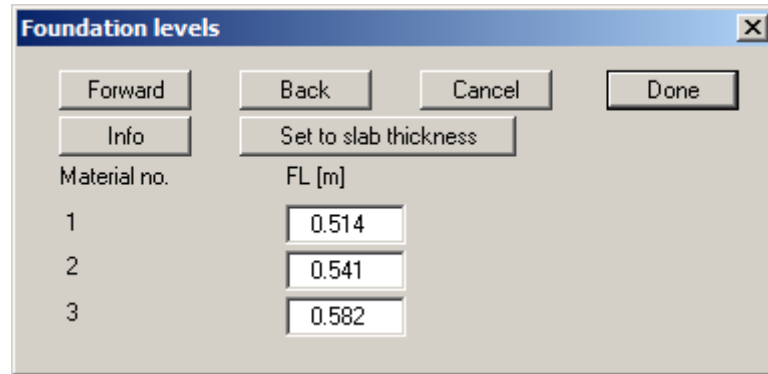 Foundation levels
Forward Back Cancel Done
Info Set to slab thickness
Material no. FL [m]
1 0.514
2 0.541
3 0.582